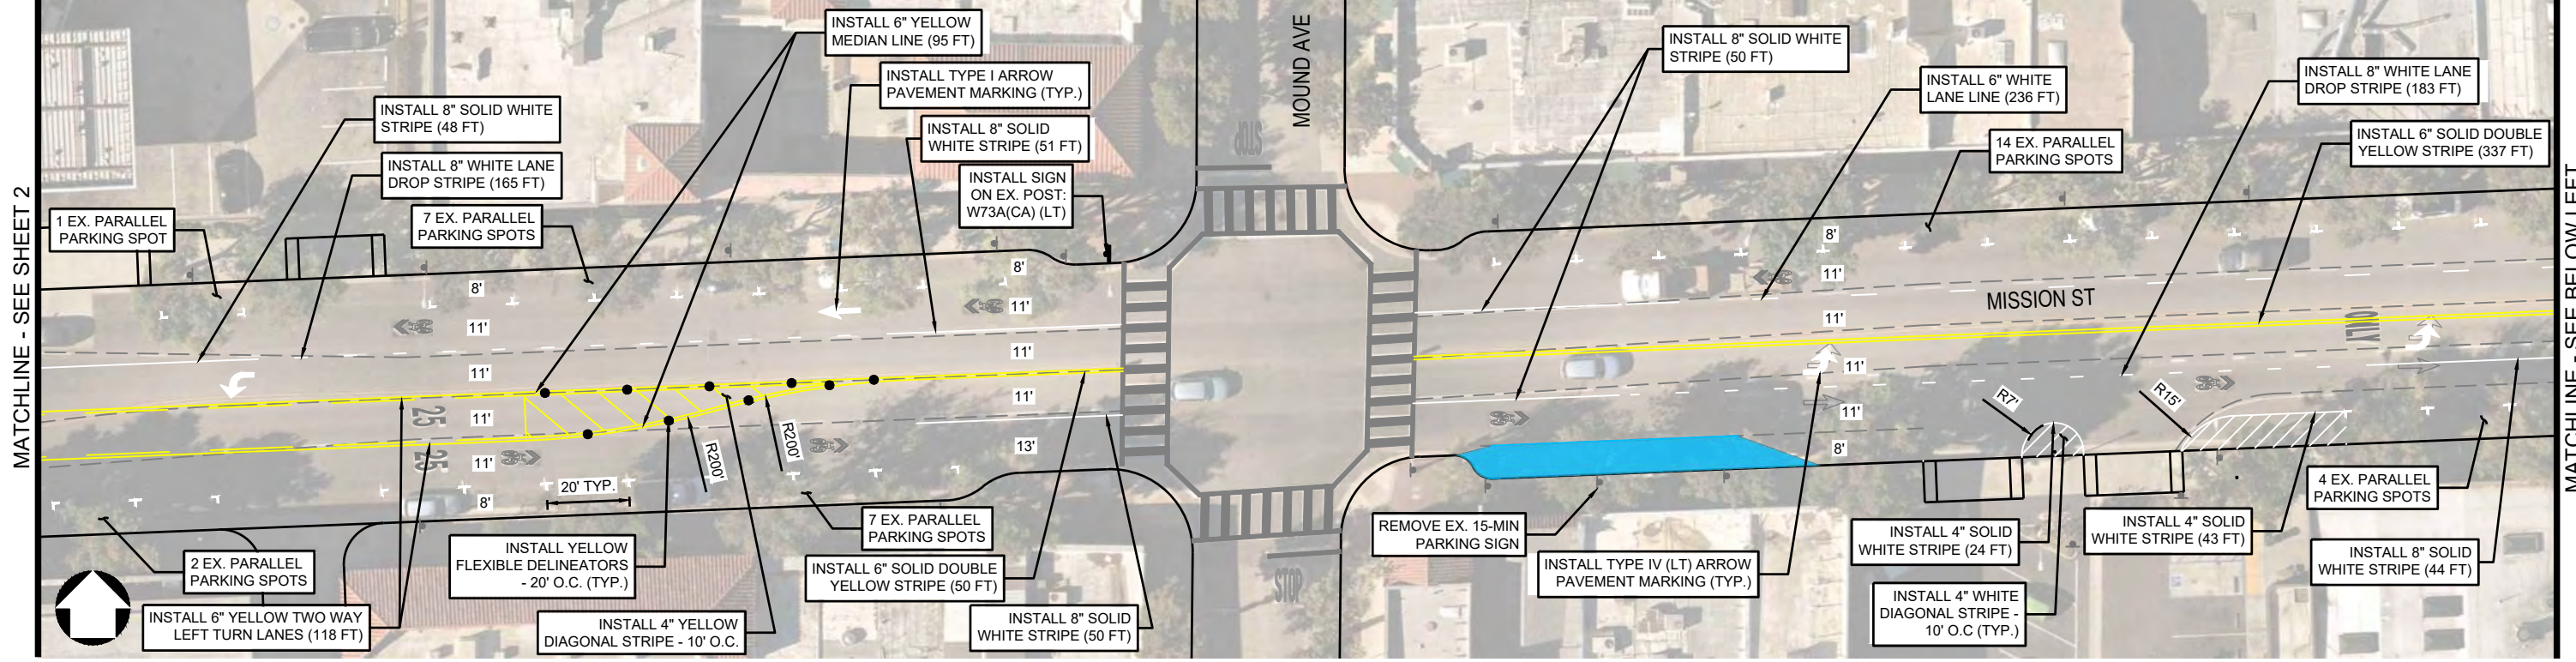 MATCHLINE - SEE SHEET 2
INSTALL 8" SOLID WHITE
STRIPE (48 FT)
INSTALL 8" WHITE LANE
DROP STRIPE (165 FT)
1 EX. PARALLEL
PARKING SPOT
7 EX. PARALLEL
PARKING SPOTS
INSTALL 6" YELLOW
MEDIAN LINE (95 FT)
INSTALL TYPE I ARROW
PAVEMENT MARKING (TYP.)
INSTALL 8" SOLID
WHITE STRIPE (51 FT)
INSTALL SIGN
ON EX. POST:
W73A(CA) (LT)
8'
11'
11'
11'
11'
8'
25
25
8'
11'
11'
11'
13'
R200'
R200'
20' TYP.
2 EX. PARALLEL
PARKING SPOTS
INSTALL 6" YELLOW TWO WAY
LEFT TURN LANES (118 FT)
INSTALL YELLOW
FLEXIBLE DELINEATORS
- 20' O.C. (TYP.)
INSTALL 4" YELLOW
DIAGONAL STRIPE - 10' O.C.
7 EX. PARALLEL
PARKING SPOTS
INSTALL 6" SOLID DOUBLE
YELLOW STRIPE (50 FT)
INSTALL 8" SOLID
WHITE STRIPE (50 FT)
MOUND AVE
STOP
STOP
INSTALL 8" SOLID WHITE
STRIPE (50 FT)
INSTALL 6" WHITE
LANE LINE (236 FT)
14 EX. PARALLEL
PARKING SPOTS
INSTALL 8" WHITE LANE
DROP STRIPE (183 FT)
INSTALL 6" SOLID DOUBLE
YELLOW STRIPE (337 FT)
MISSION ST
8'
11'
11'
11'
11'
8'
ONLY
R7'
R15'
REMOVE EX. 15-MIN
PARKING SIGN
INSTALL TYPE IV (LT) ARROW
PAVEMENT MARKING (TYP.)
INSTALL 4" SOLID
WHITE STRIPE (24 FT)
INSTALL 4" WHITE
DIAGONAL STRIPE -
10' O.C (TYP.)
INSTALL 4" SOLID
WHITE STRIPE (43 FT)
4 EX. PARALLEL
PARKING SPOTS
INSTALL 8" SOLID
WHITE STRIPE (44 FT)
MATCHLINE - SEE BELOW LEFT